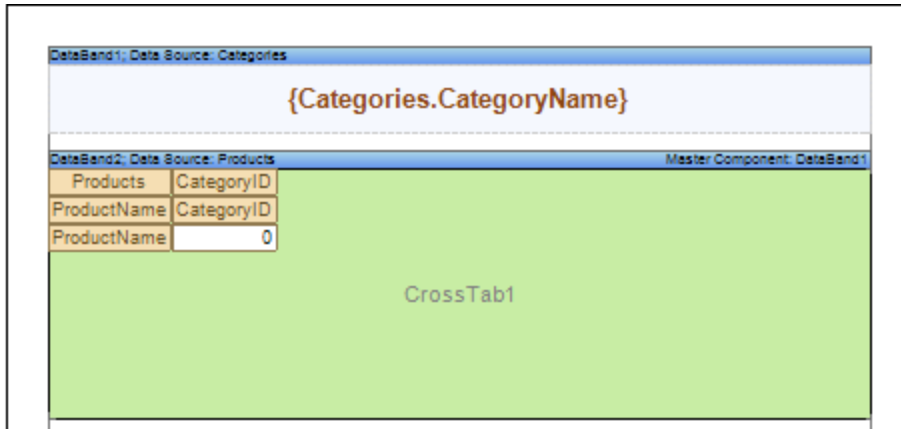 DataBand1; Data Source: Categories
{Categories.CategoryName}
DataBand2; Data Source: Products Master Component: DataBand1
Products CategoryID
ProductName CategoryID
ProductName 0
CrossTab1